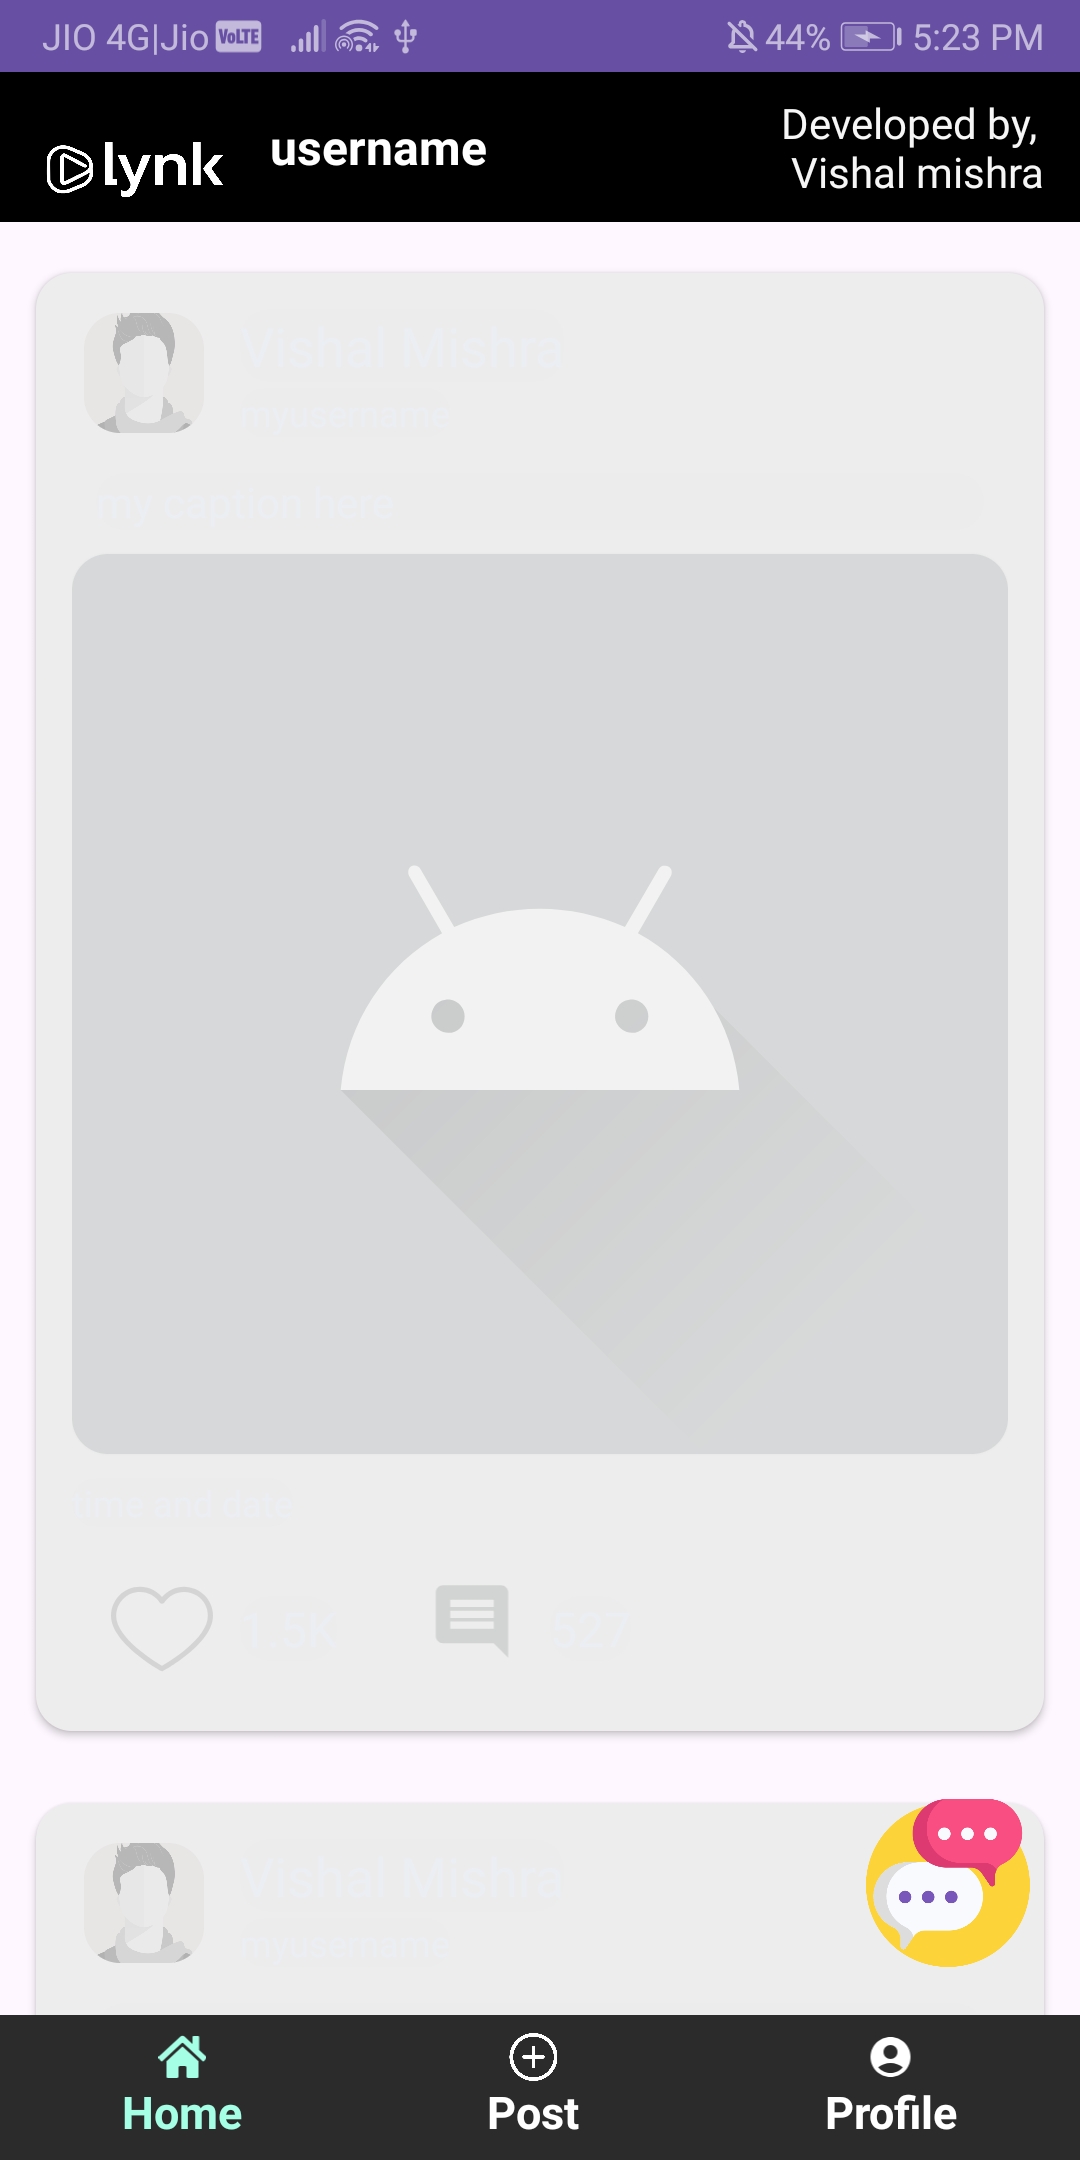 JIO 4G|Jio VoLTE 44% 5:23 PM
lynk username Developed by,
Vishal mishra
Vishal Mishra
myusername
my caption here
time and date
1.5K 527
Vishal Mishra
myusername
Home Post Profile